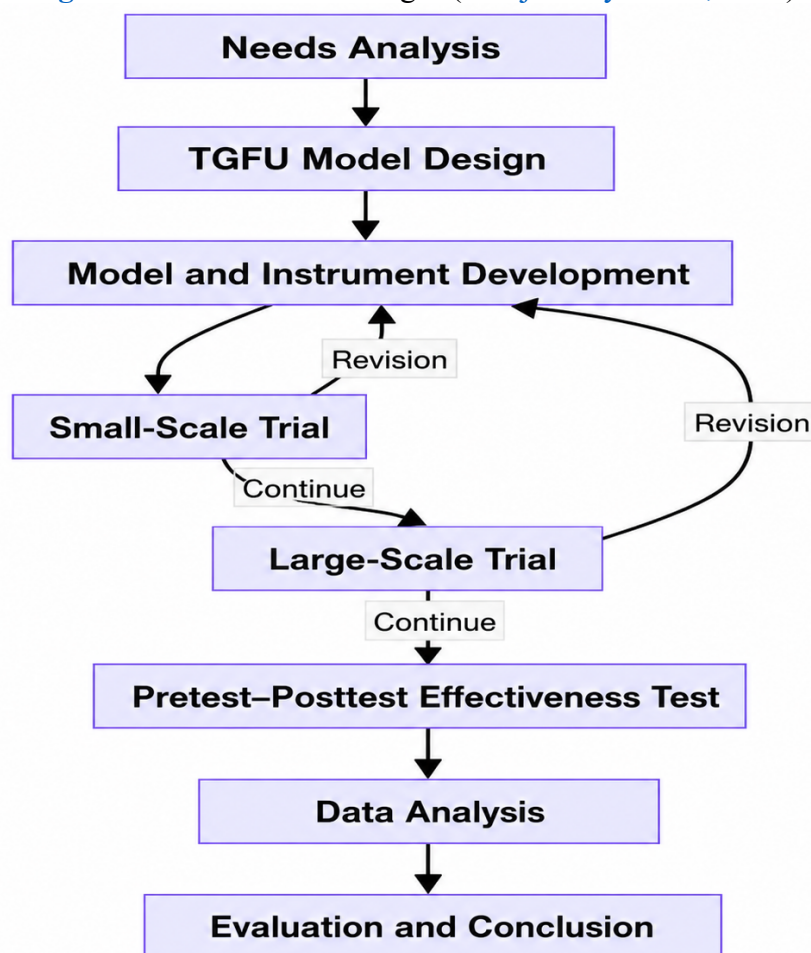 Needs Analysis
TGFU Model Design
Model and Instrument Development
Revision
Small-Scale Trial
Revision
Continue
Large-Scale Trial
Continue
Pretest–Posttest Effectiveness Test
Data Analysis
Evaluation and Conclusion